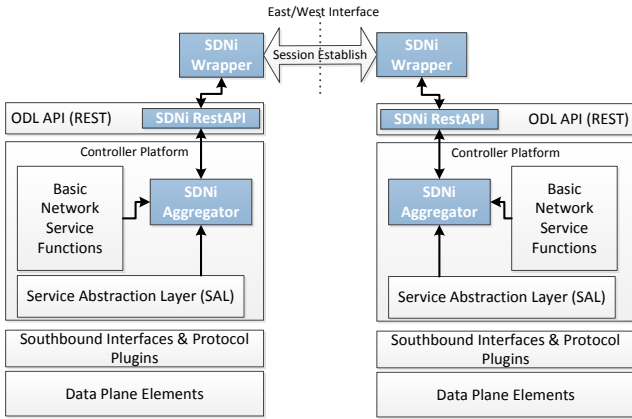 East/West Interface
SDNi
Wrapper
Session Establish
SDNi
Wrapper
ODL API (REST)
SDNi RestAPI
SDNi RestAPI
ODL API (REST)
Controller Platform
Basic
Network
Service
Functions
SDNi
Aggregator
Service Abstraction Layer (SAL)
Controller Platform
SDNi
Aggregator
Basic
Network
Service
Functions
Service Abstraction Layer (SAL)
Southbound Interfaces & Protocol
Plugins
Southbound Interfaces & Protocol
Plugins
Data Plane Elements
Data Plane Elements